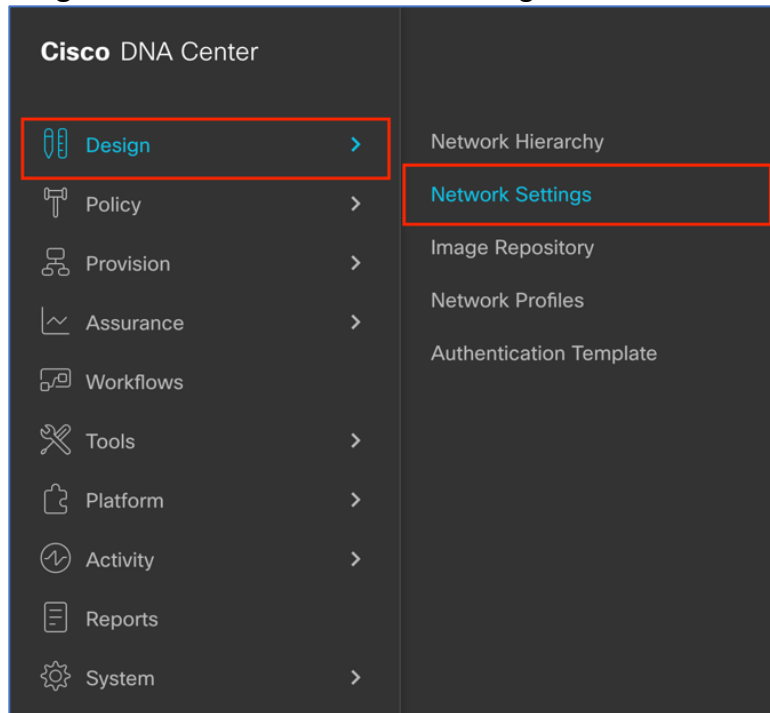 Cisco DNA Center
Design
Policy
Provision
Assurance
Workflows
Tools
Platform
Activity
Reports
System
Network Hierarchy
Network Settings
Image Repository
Network Profiles
Authentication Template